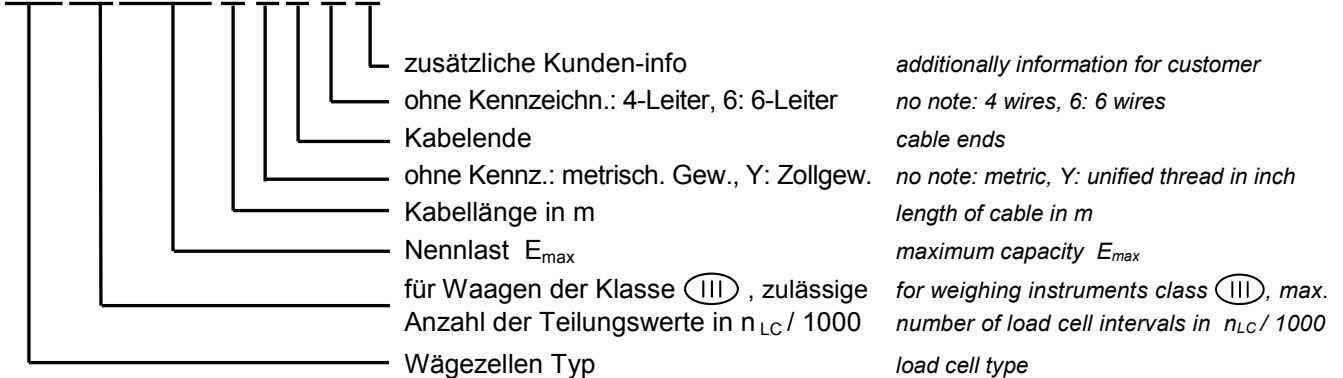 zusätzliche Kunden-info additionally information for customer
ohne Kennzeichn.: 4-Leiter, 6: 6-Leiter no note: 4 wires, 6: 6 wires
Kabelende cable ends
ohne Kennz.: metrisch. Gew., Y: Zollgew. no note: metric, Y: unified thread in inch
Kabellänge in m length of cable in m
Nennlast Emax maximum capacity Emax
für Waagen der Klasse (III) , zulässige for weighing instruments class (III), max.
Anzahl der Teilungswerte in n LC / 1000 number of load cell intervals in nLC / 1000
Wägezellen Typ load cell type